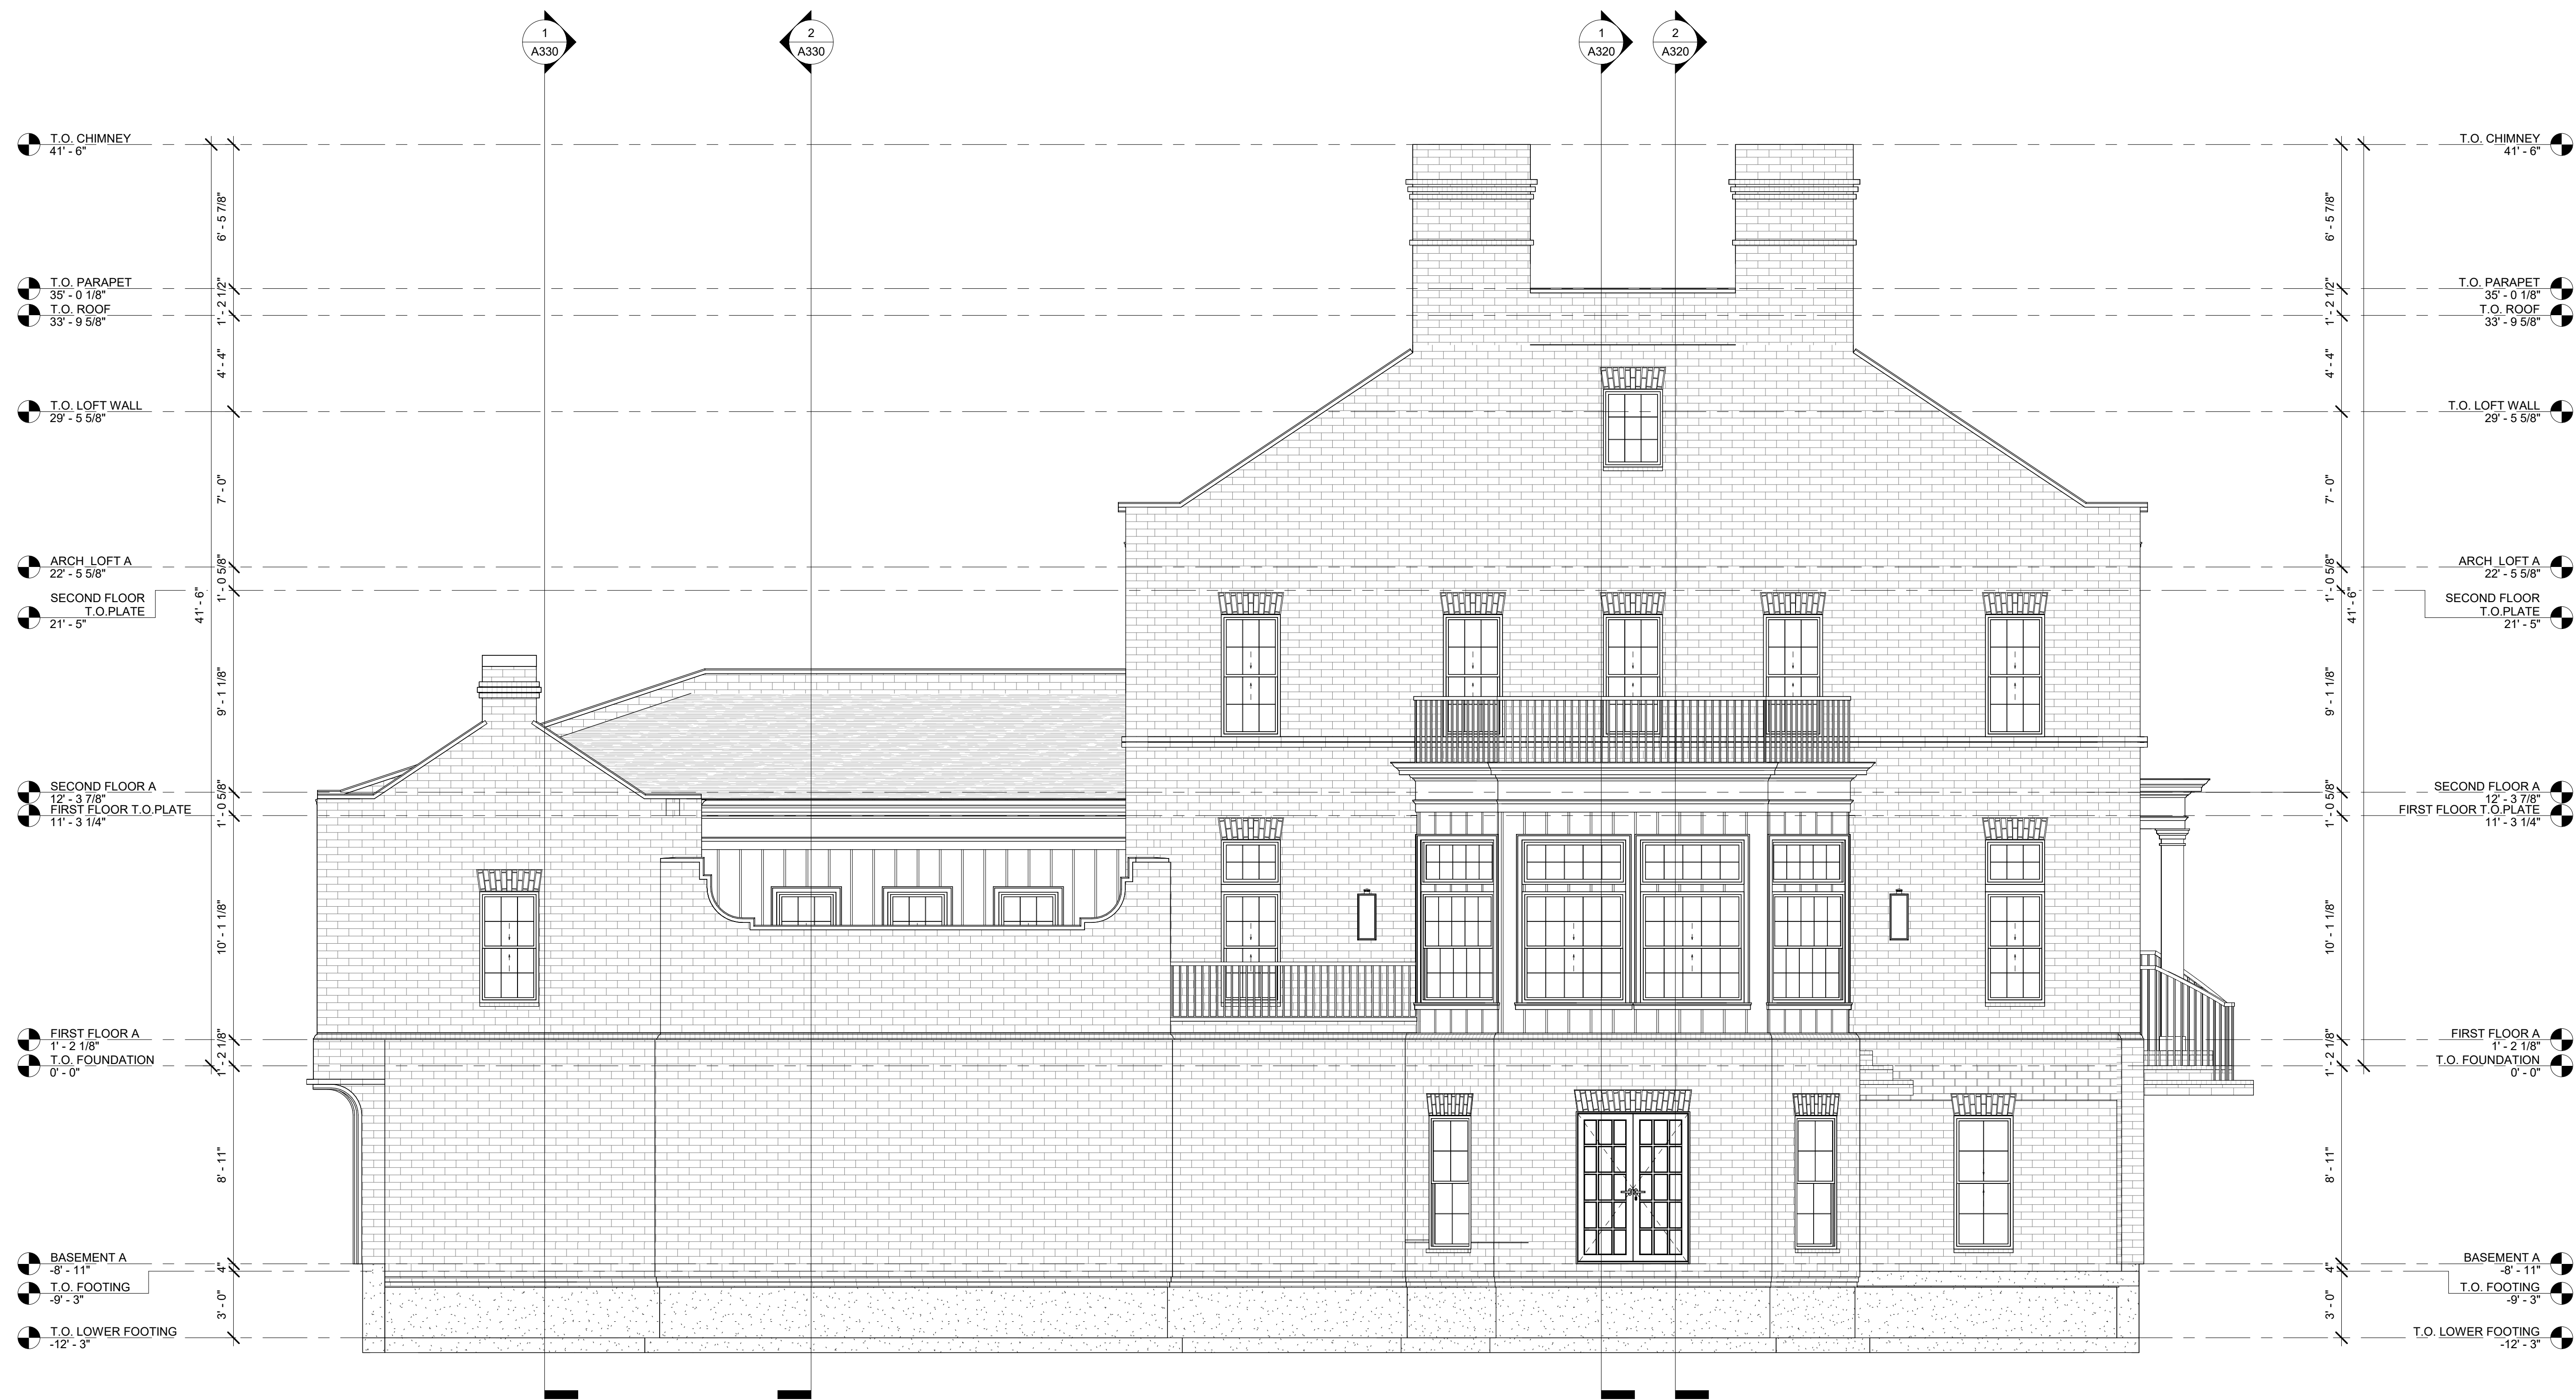 1
A330
2
A330
1
A320
2
A320
T.O. CHIMNEY
41' - 6"
T.O. PARAPET
35' - 0 1/8"
T.O. ROOF
33' - 9 5/8"
T.O. LOFT WALL
29' - 5 5/8"
ARCH LOFT A
22' - 5 5/8"
SECOND FLOOR
T.O.PLATE
21' - 5"
SECOND FLOOR A
12' - 3 7/8"
FIRST FLOOR T.O.PLATE
11' - 3 1/4"
FIRST FLOOR A
1' - 2 1/8"
T.O. FOUNDATION
0' - 0"
BASEMENT A
-8' - 11"
T.O. FOOTING
-9' - 3"
T.O. LOWER FOOTING
-12' - 3"
41' - 6"
6' - 5 7/8"
1' - 2 1/2"
4' - 4"
7' - 0"
1' - 0 5/8"
9' - 1 1/8"
1' - 0 5/8"
10' - 1 1/8"
1' - 2 1/8"
8' - 11"
4"
3' - 0"
6' - 5 7/8"
1' - 2 1/2"
4' - 4"
7' - 0"
1' - 0 5/8"
9' - 1 1/8"
1' - 0 5/8"
10' - 1 1/8"
1' - 2 1/8"
8' - 11"
4"
3' - 0"
41' - 6"
T.O. CHIMNEY
41' - 6"
T.O. PARAPET
35' - 0 1/8"
T.O. ROOF
33' - 9 5/8"
T.O. LOFT WALL
29' - 5 5/8"
ARCH LOFT A
22' - 5 5/8"
SECOND FLOOR
T.O.PLATE
21' - 5"
SECOND FLOOR A
12' - 3 7/8"
FIRST FLOOR T.O.PLATE
11' - 3 1/4"
FIRST FLOOR A
1' - 2 1/8"
T.O. FOUNDATION
0' - 0"
BASEMENT A
-8' - 11"
T.O. FOOTING
-9' - 3"
T.O. LOWER FOOTING
-12' - 3"